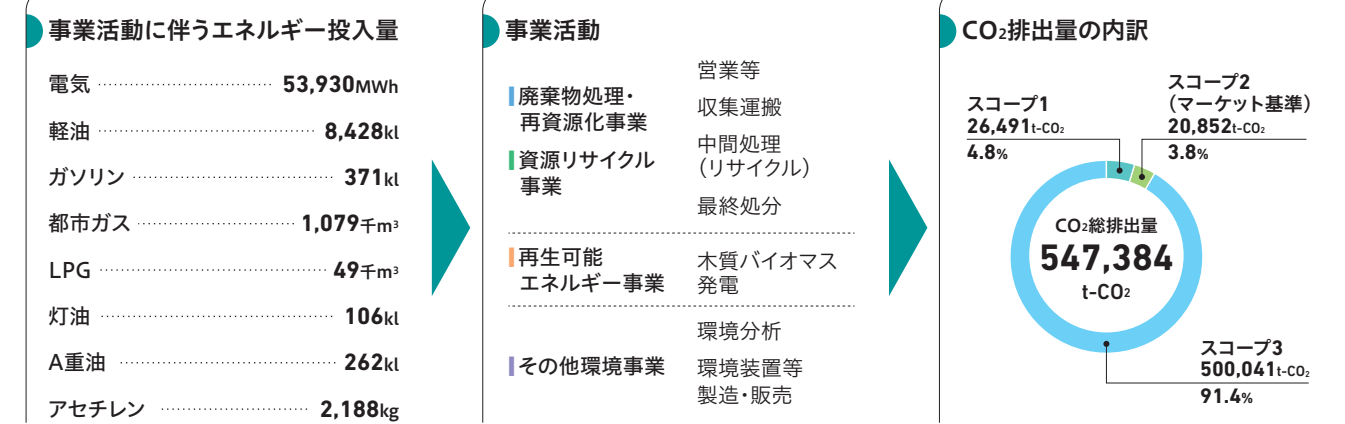 事業活動に伴うエネルギー投入量
電気 53,930MWh
軽油 8,428kl
ガソリン 371kl
都市ガス 1,079千m³
LPG 49千m³
灯油 106kl
A重油 262kl
アセチレン 2,188kg
事業活動
廃棄物処理・
再資源化事業
資源リサイクル
事業
営業等
収集運搬
中間処理
（リサイクル）
最終処分
再生可能
エネルギー事業
木質バイオマス
発電
その他環境事業
環境分析
環境装置等
製造・販売
CO₂排出量の内訳
スコープ1
26,491t-CO₂
4.8%
スコープ2
（マーケット基準）
20,852t-CO₂
3.8%
CO₂総排出量
547,384
t-CO₂
スコープ3
500,041t-CO₂
91.4%